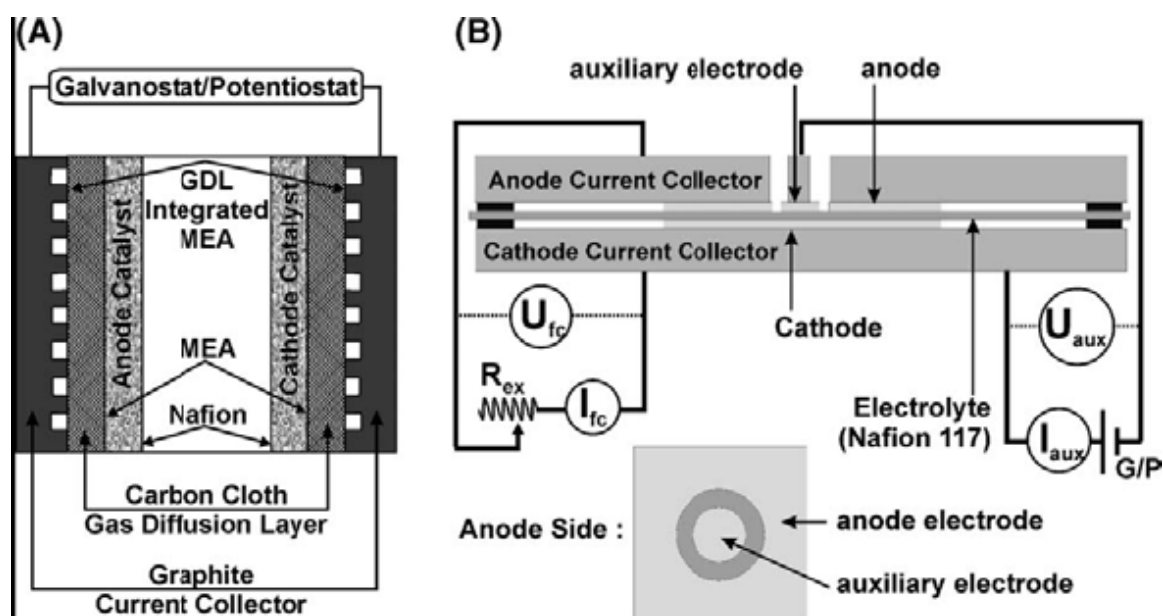 (A)
Galvanostat/Potentiostat
GDL
Integrated
MEA
Anode Catalyst
Cathode Catalyst
MEA
Nafion
Carbon Cloth
Gas Diffusion Layer
Graphite
Current Collector
(B)
auxiliary electrode
anode
Anode Current Collector
Cathode Current Collector
U fc
Cathode
U aux
R ex
I fc
Electrolyte
(Nafion 117)
I aux
G/P
Anode Side :
anode electrode
auxiliary electrode